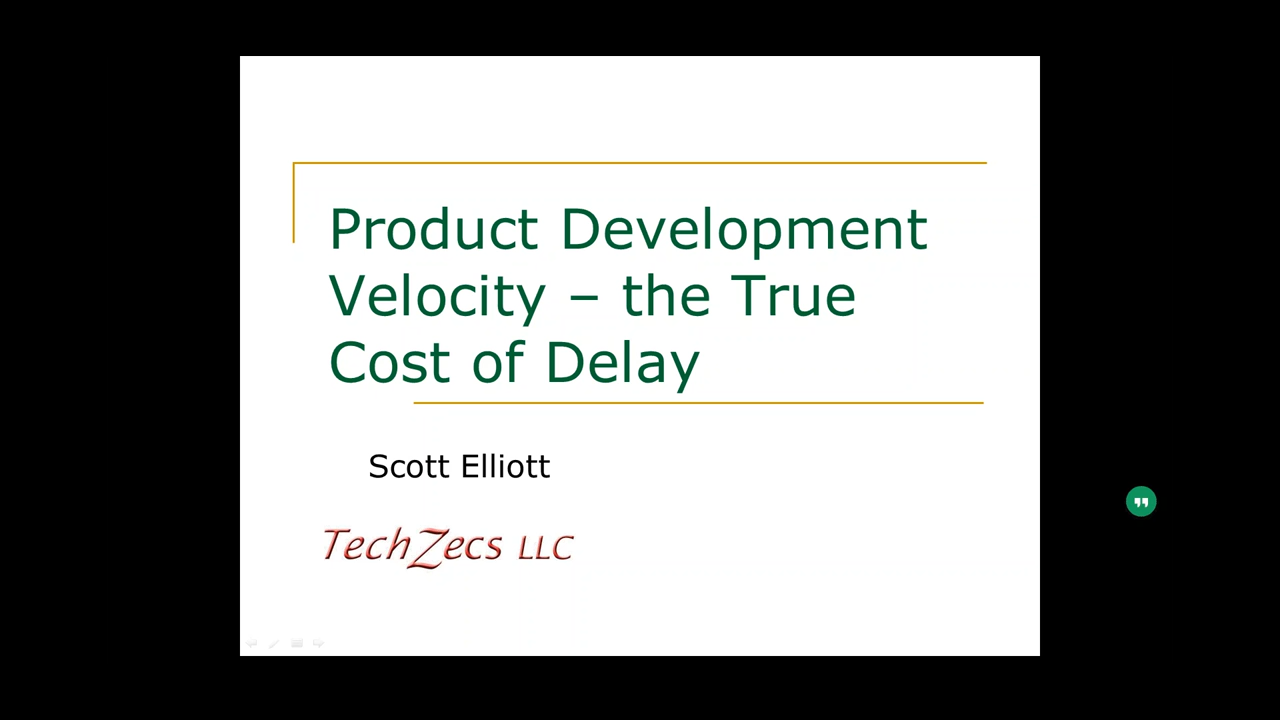 Product Development
Velocity – the True
Cost of Delay
Scott Elliott
TechZecs LLC